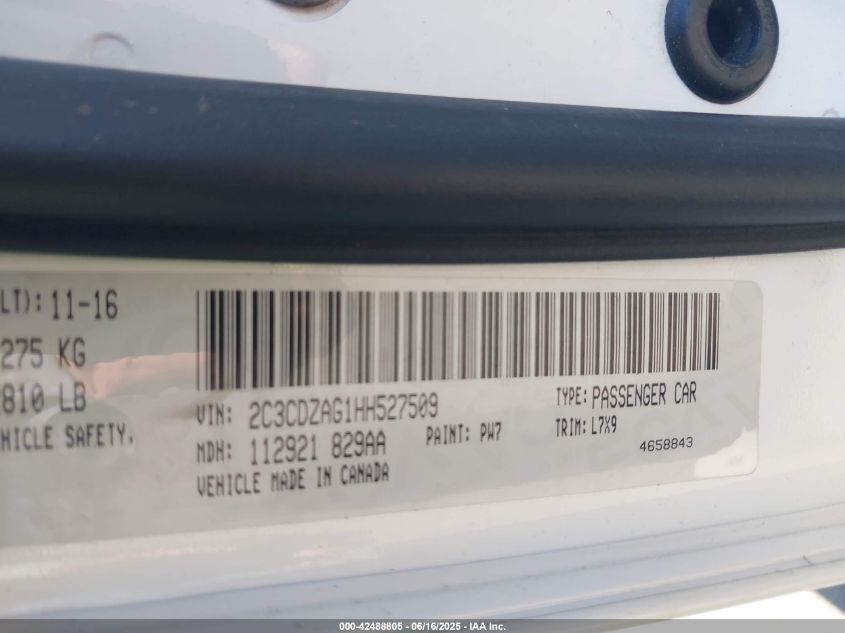 LT): 11-16
275 KG
810 LB
HICLE SAFETY.
VIN: 2C3CDZAG1HH527509
TYPE: PASSENGER CAR
MDH: 112921 829AA
PAINT: PW7
TRIM: L7X9
VEHICLE MADE IN CANADA
4658843
000-42488805 - 06/16/2025 - IAA Inc.